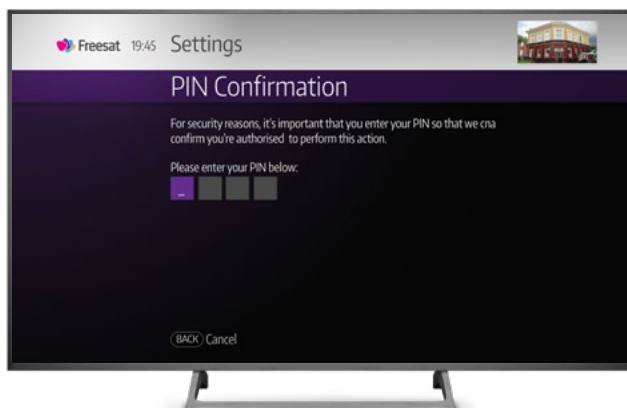 Freesat 19:45 Settings
PIN Confirmation
For security reasons, it's important that you enter your PIN so that we cna
confirm you're authorised to perform this action.
Please enter your PIN below:
_
BACK Cancel